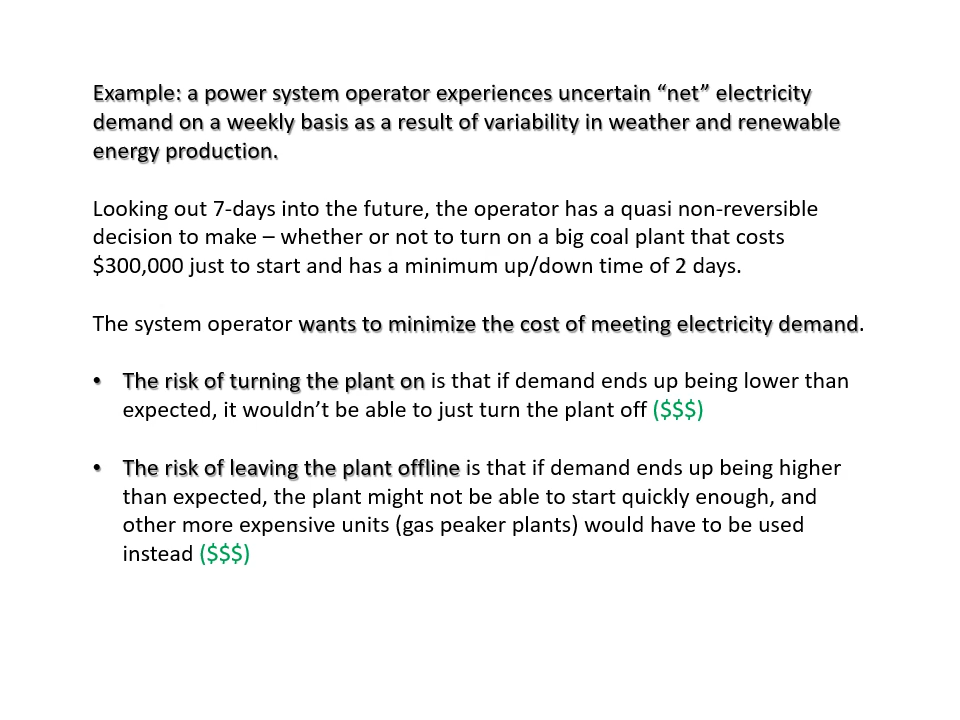 Example: a power system operator experiences uncertain “net” electricity
demand on a weekly basis as a result of variability in weather and renewable
energy production.
Looking out 7-days into the future, the operator has a quasi non-reversible
decision to make – whether or not to turn on a big coal plant that costs
$300,000 just to start and has a minimum up/down time of 2 days.
The system operator wants to minimize the cost of meeting electricity demand.
• The risk of turning the plant on is that if demand ends up being lower than
expected, it wouldn’t be able to just turn the plant off ($$$)
• The risk of leaving the plant offline is that if demand ends up being higher
than expected, the plant might not be able to start quickly enough, and
other more expensive units (gas peaker plants) would have to be used
instead ($$$)